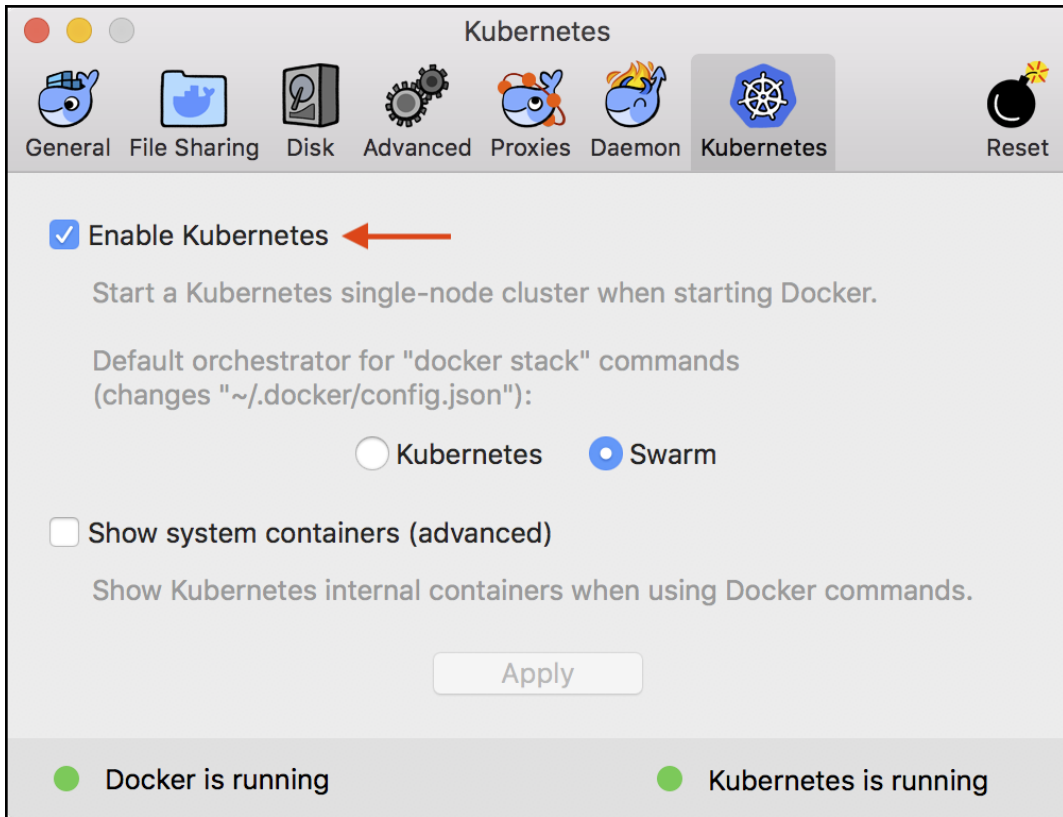 Kubernetes
General File Sharing Disk Advanced Proxies Daemon Kubernetes Reset
Enable Kubernetes
Start a Kubernetes single-node cluster when starting Docker.
Default orchestrator for "docker stack" commands
(changes "~/.docker/config.json"):
Kubernetes Swarm
Show system containers (advanced)
Show Kubernetes internal containers when using Docker commands.
Apply
Docker is running Kubernetes is running